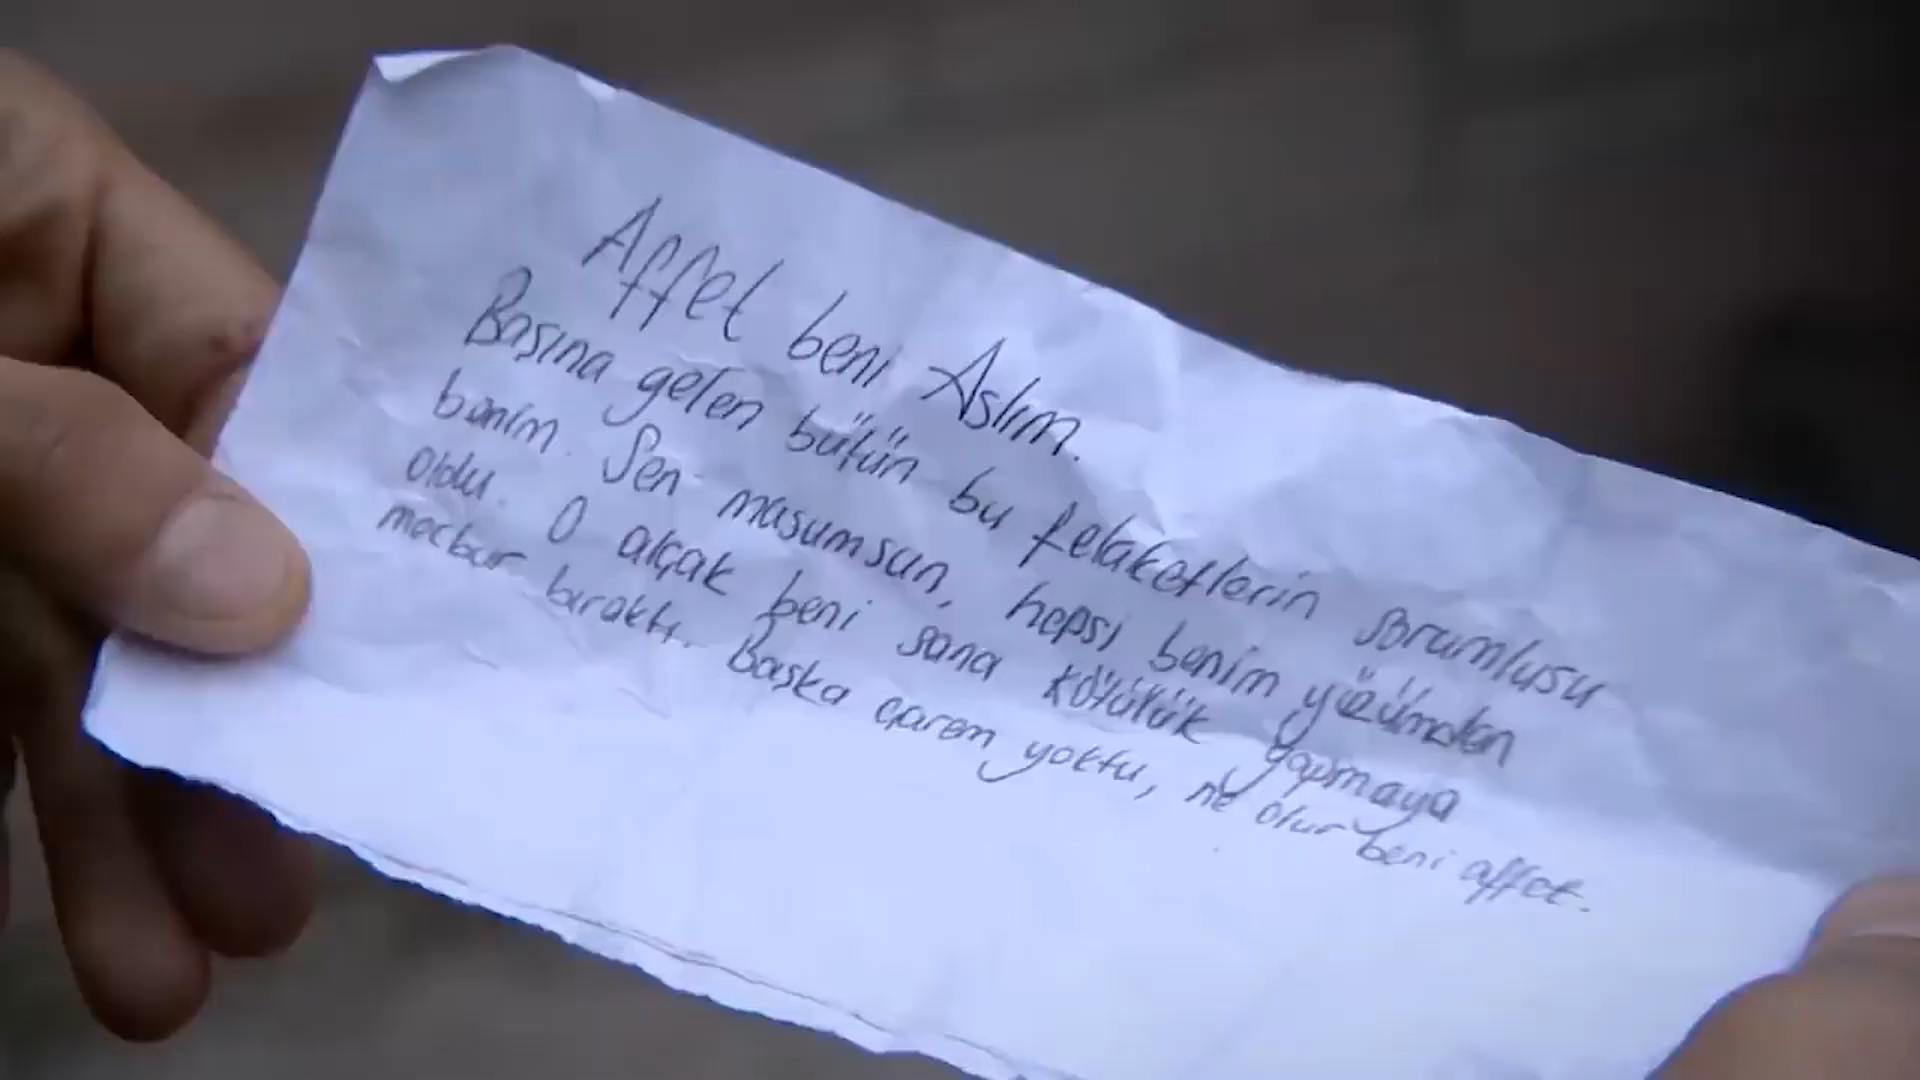 Affet beni Aslım.
Başına gelen bütün bu felaketlerin sorumlusu
benim. Sen masumsun, hepsi benim yüzümden
oldu. O alçak beni sana kötülük yapmaya
mecbur bıraktı. Başka çarem yoktu, ne olur beni affet.